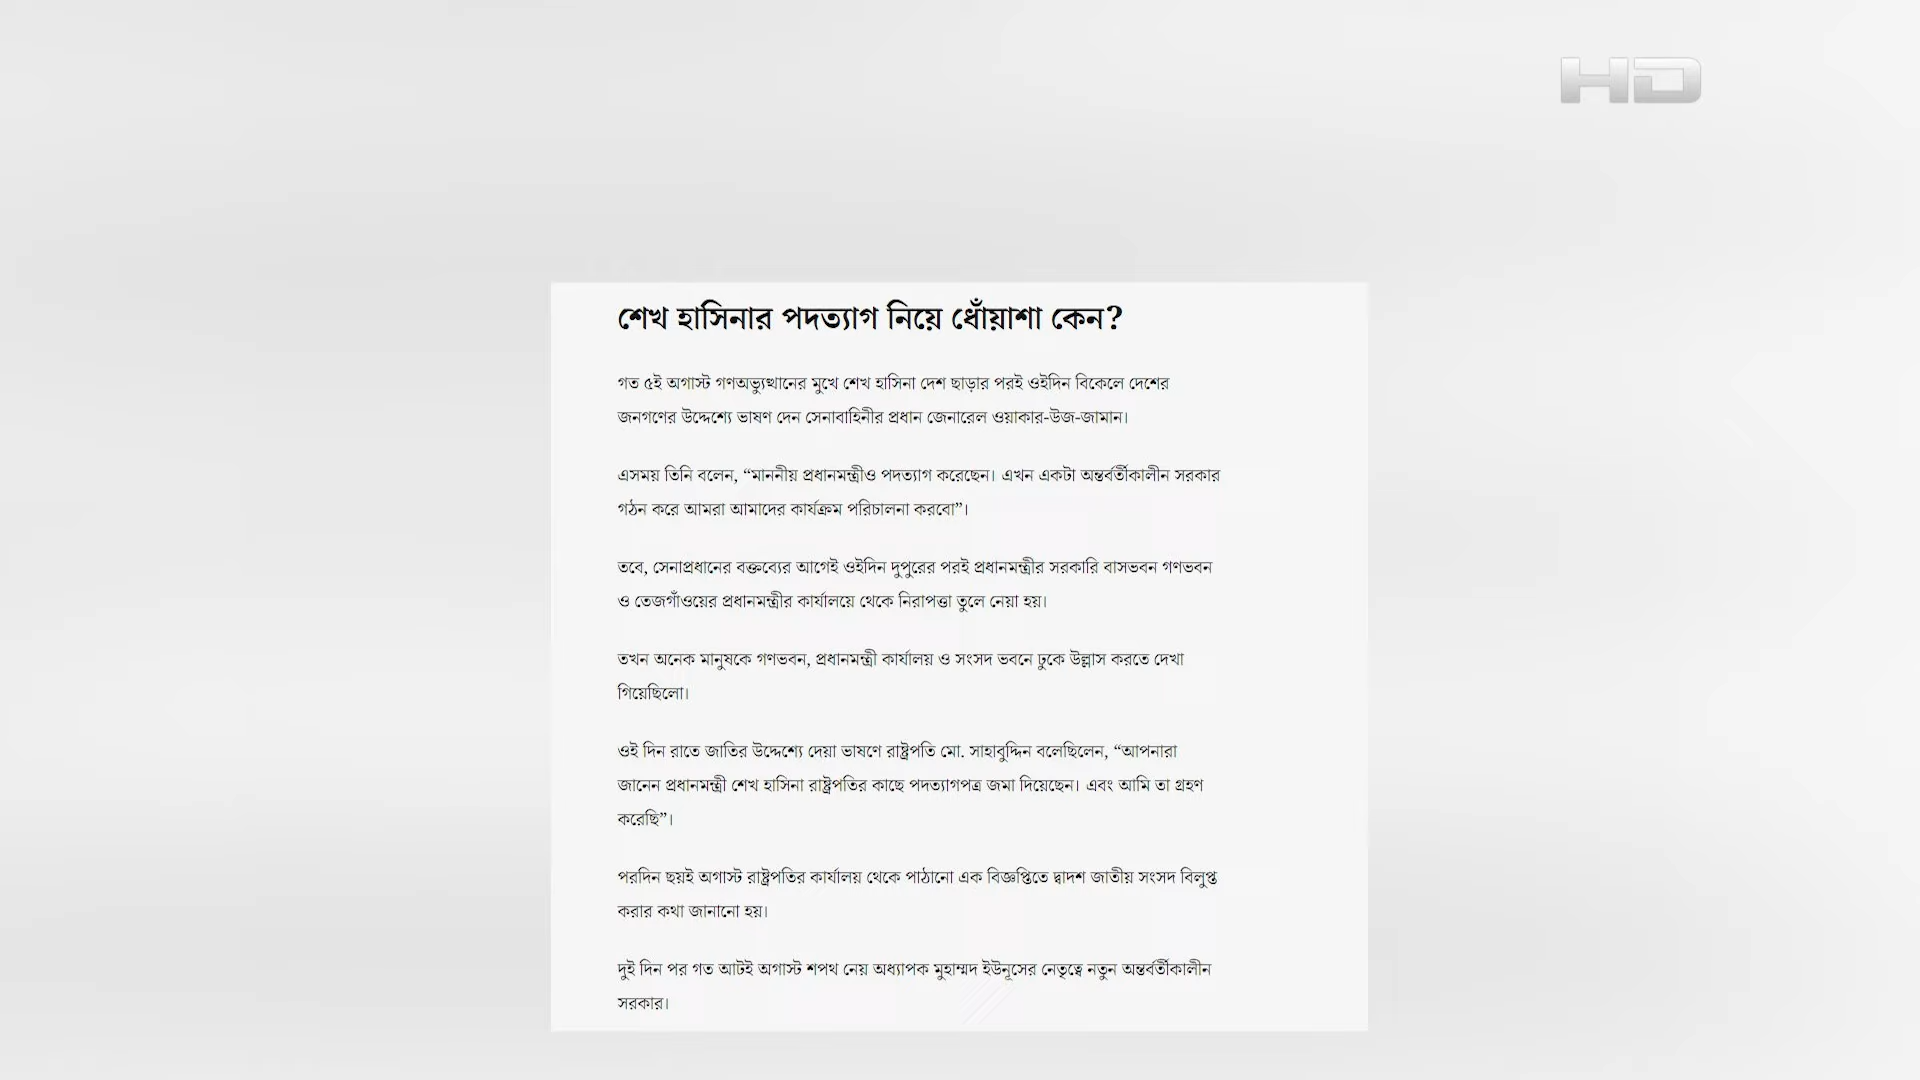 HD
শেখ হাসিনার পদত্যাগ নিয়ে ধোঁয়াশা কেন?
গত ৫ই অগাস্ট গণঅভ্যুত্থানের মুখে শেখ হাসিনা দেশ ছাড়ার পরই ওইদিন বিকেলে দেশের
জনগণের উদ্দেশ্যে ভাষণ দেন সেনাবাহিনীর প্রধান জেনারেল ওয়াকার-উজ-জামান।
এসময় তিনি বলেন, “মাননীয় প্রধানমন্ত্রীও পদত্যাগ করেছেন। এখন একটা অন্তর্বর্তীকালীন সরকার
গঠন করে আমরা আমাদের কার্যক্রম পরিচালনা করবো”।
তবে, সেনাপ্রধানের বক্তব্যের আগেই ওইদিন দুপুরের পরই প্রধানমন্ত্রীর সরকারি বাসভবন গণভবন
ও তেজগাঁওয়ের প্রধানমন্ত্রীর কার্যালয়ে থেকে নিরাপত্তা তুলে নেয়া হয়।
তখন অনেক মানুষকে গণভবন, প্রধানমন্ত্রী কার্যালয় ও সংসদ ভবনে ঢুকে উল্লাস করতে দেখা
গিয়েছিলো।
ওই দিন রাতে জাতির উদ্দেশ্যে দেয়া ভাষণে রাষ্ট্রপতি মো. সাহাবুদ্দিন বলেছিলেন, “আপনারা
জানেন প্রধানমন্ত্রী শেখ হাসিনা রাষ্ট্রপতির কাছে পদত্যাগপত্র জমা দিয়েছেন। এবং আমি তা গ্রহণ
করেছি”।
পরদিন ছয়ই অগাস্ট রাষ্ট্রপতির কার্যালয় থেকে পাঠানো এক বিজ্ঞপ্তিতে দ্বাদশ জাতীয় সংসদ বিলুপ্ত
করার কথা জানানো হয়।
দুই দিন পর গত আটই অগাস্ট শপথ নেয় অধ্যাপক মুহাম্মদ ইউনূসের নেতৃত্বে নতুন অন্তর্বর্তীকালীন
সরকার।